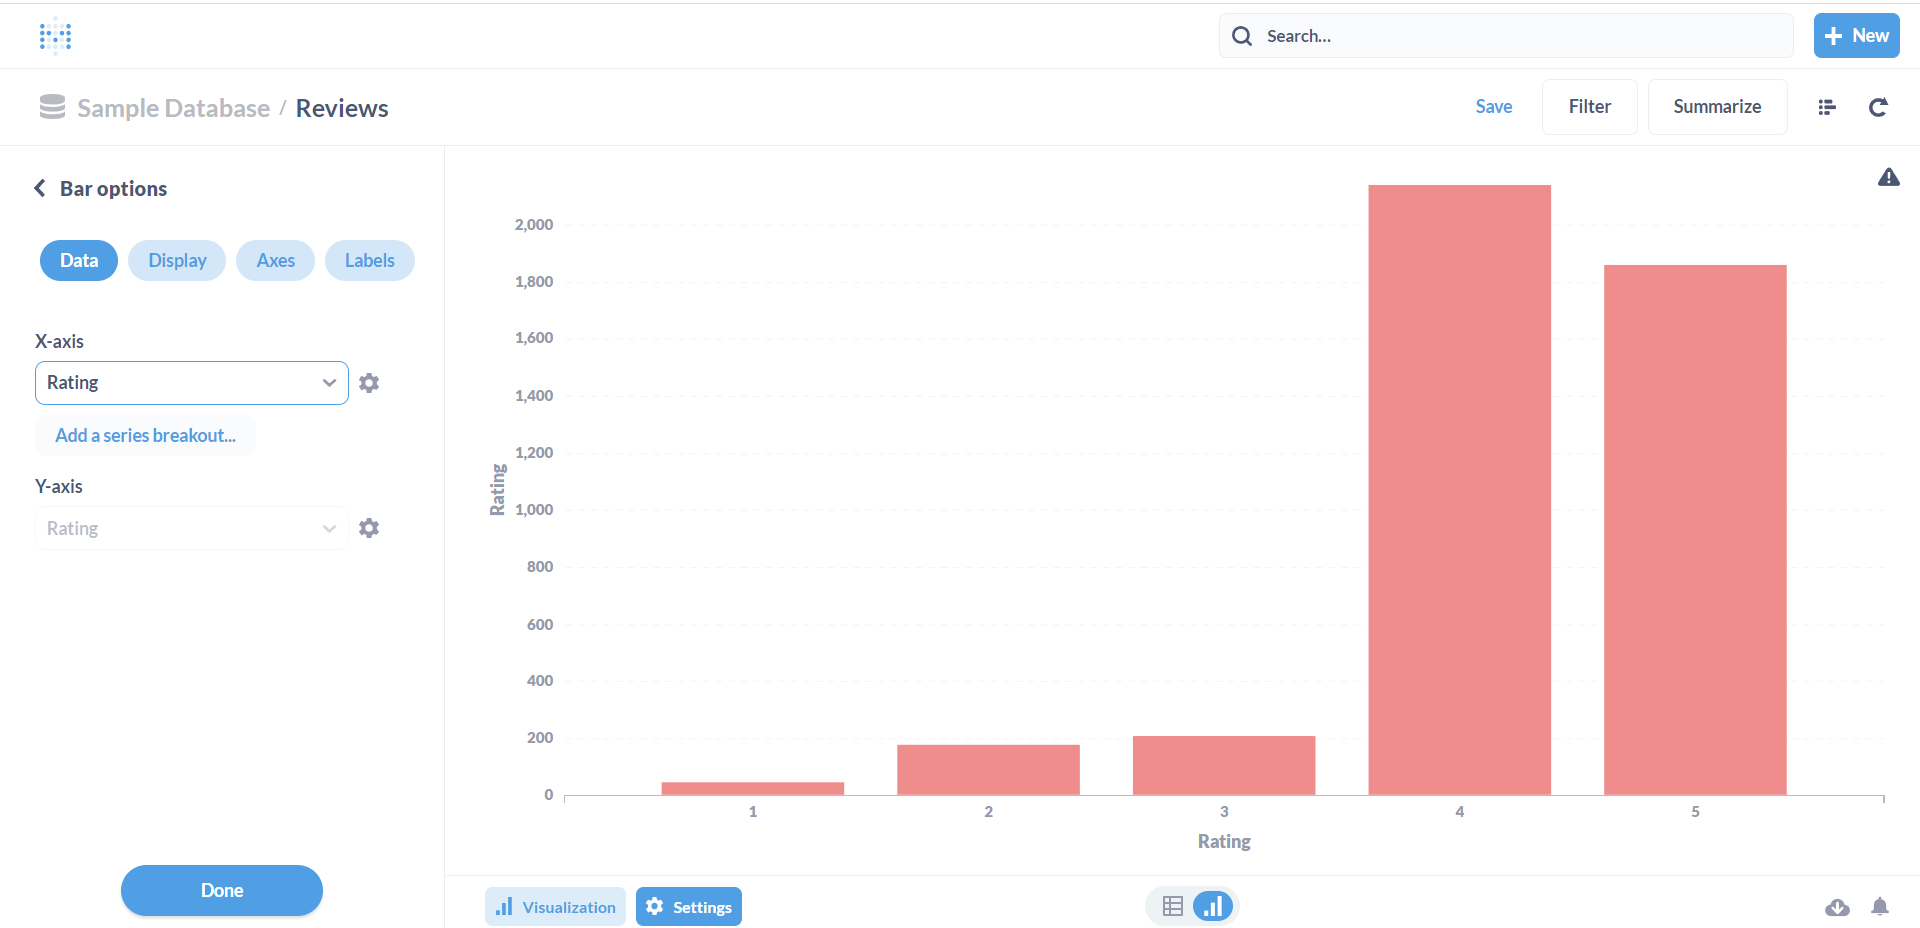 Search...
New
Sample Database / Reviews
Save
Filter
Summarize
Bar options
Data
Display
Axes
Labels
X-axis
Rating
Add a series breakout...
Y-axis
Rating
Done
Rating
2,000
1,800
1,600
1,400
1,200
1,000
800
600
400
200
0
1 2 3 4 5
Rating
Visualization
Settings